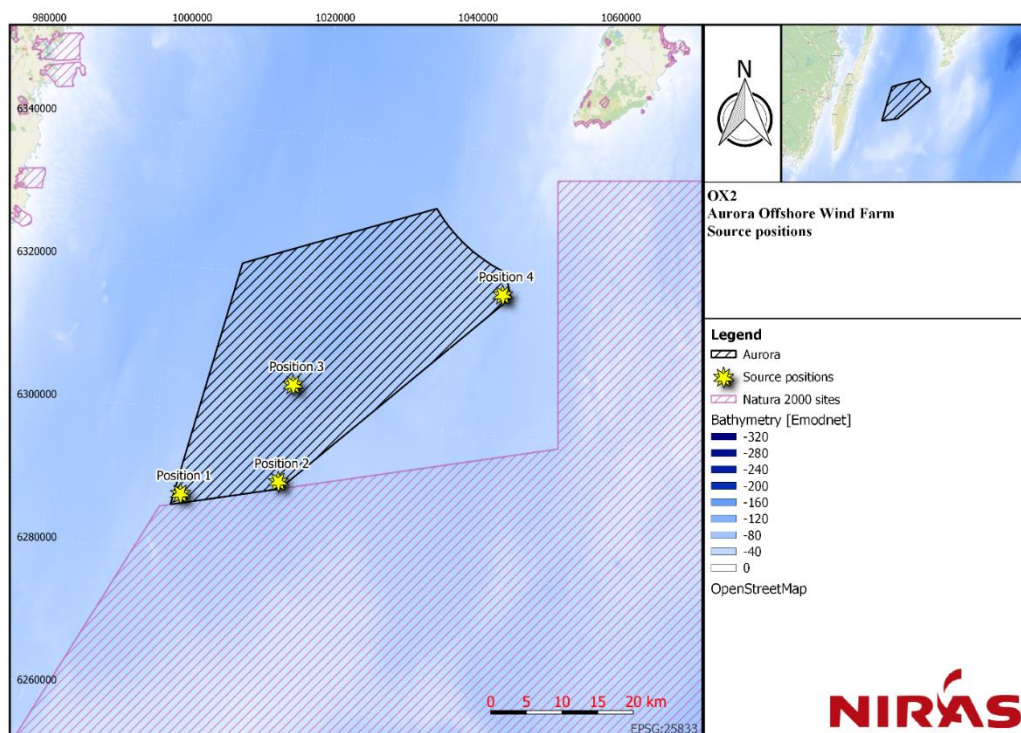 980000
1000000
1020000
1040000
1060000
6340000
6320000
6300000
6280000
6260000
Position 4
Position 3
Position 2
Position 1
0 5 10 15 20 km
EPSG:25833
N
OX2
Aurora Offshore Wind Farm
Source positions
Legend
Aurora
Source positions
Natura 2000 sites
Bathymetry [Emodnet]
-320
-280
-240
-200
-160
-120
-80
-40
0
OpenStreetMap
NIRAS